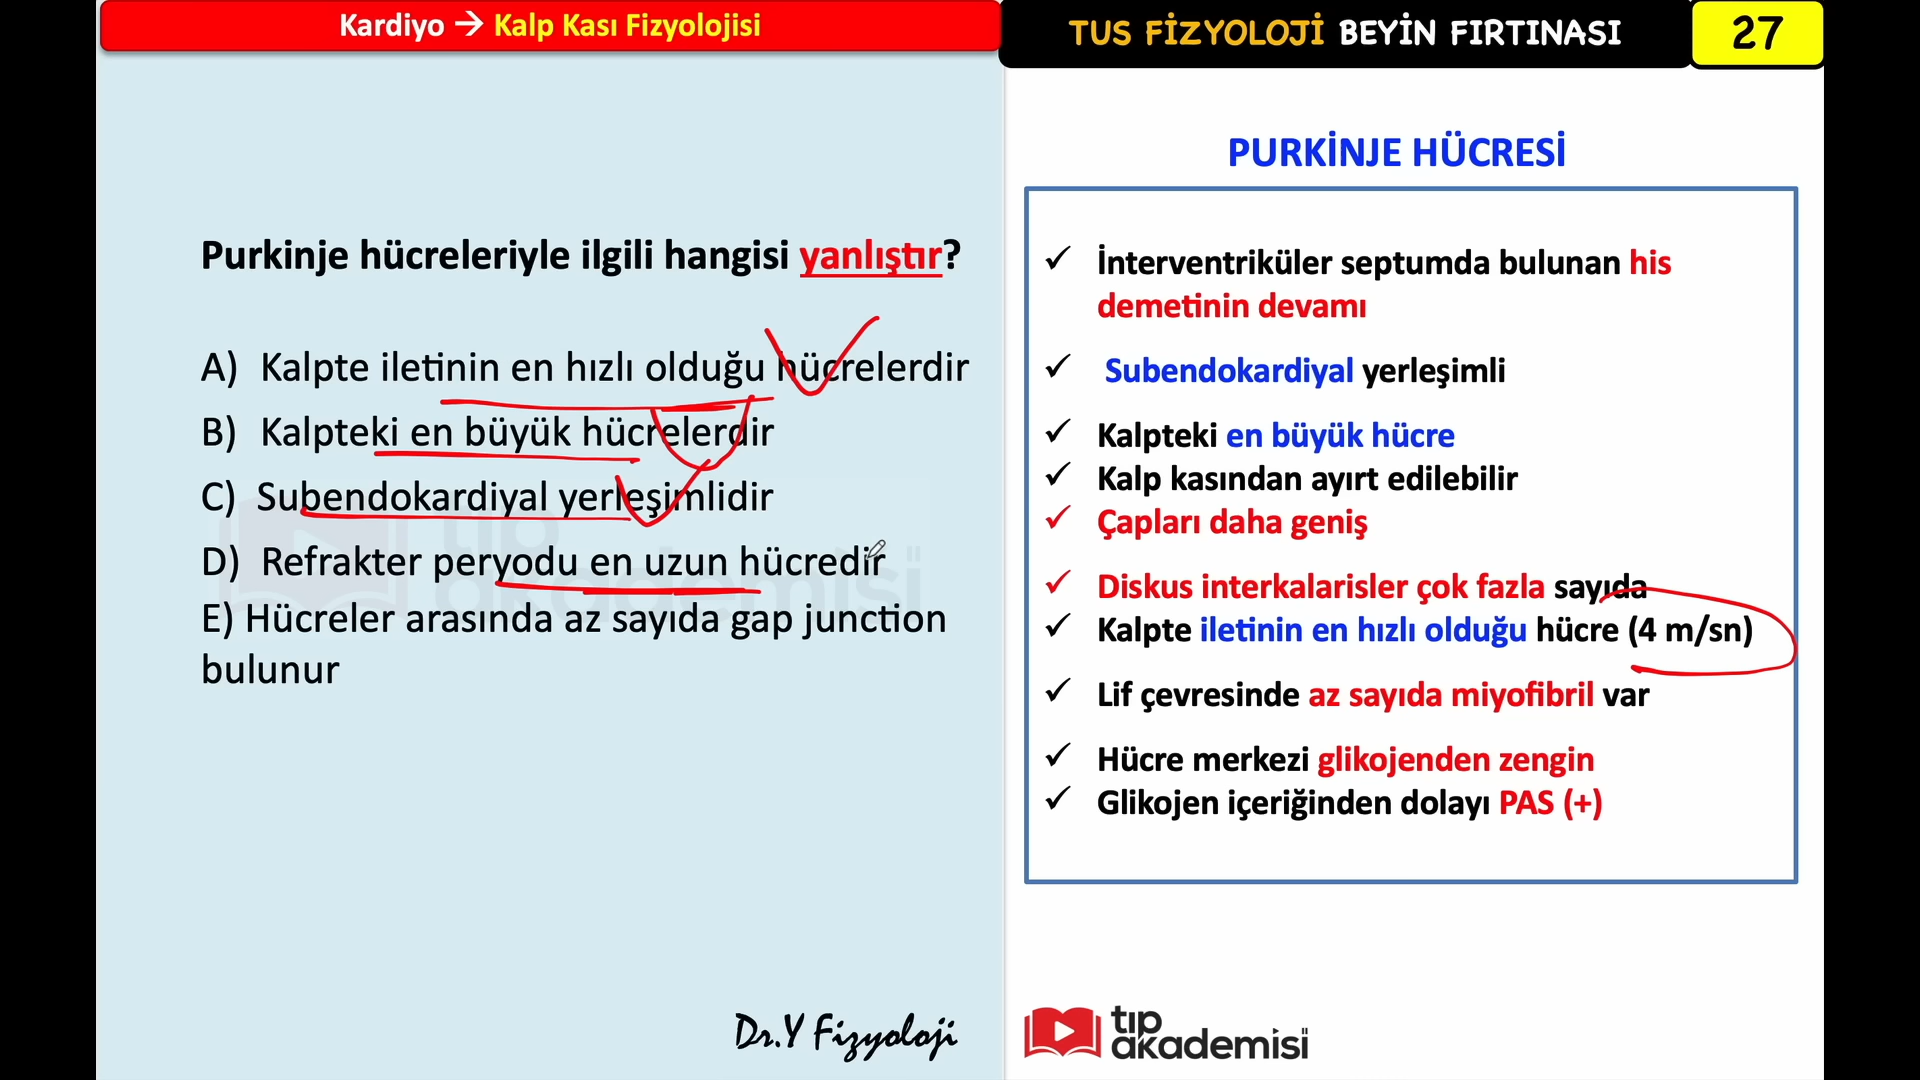 Kardiyo → Kalp Kası Fizyolojisi
TUS FİZYOLOJİ BEYİN FIRTINASI
27
Purkinje hücreleriyle ilgili hangisi yanlıştır?
A) Kalpte iletinin en hızlı olduğu hücrelerdir
B) Kalpteki en büyük hücrelerdir
C) Subendokardiyal yerleşimlidir
D) Refrakter peryodu en uzun hücredir
E) Hücreler arasında az sayıda gap junction
bulunur
tıp
akademisi
Dr.Y Fizyoloji
PURKİNJE HÜCRESİ
✓ İnterventriküler septumda bulunan his
demetinin devamı
✓ Subendokardiyal yerleşimli
✓ Kalpteki en büyük hücre
✓ Kalp kasından ayırt edilebilir
✓ Çapları daha geniş
✓ Diskus interkalarisler çok fazla sayıda
✓ Kalpte iletinin en hızlı olduğu hücre (4 m/sn)
✓ Lif çevresinde az sayıda miyofibril var
✓ Hücre merkezi glikojenden zengin
✓ Glikojen içeriğinden dolayı PAS (+)
tıp
akademisi